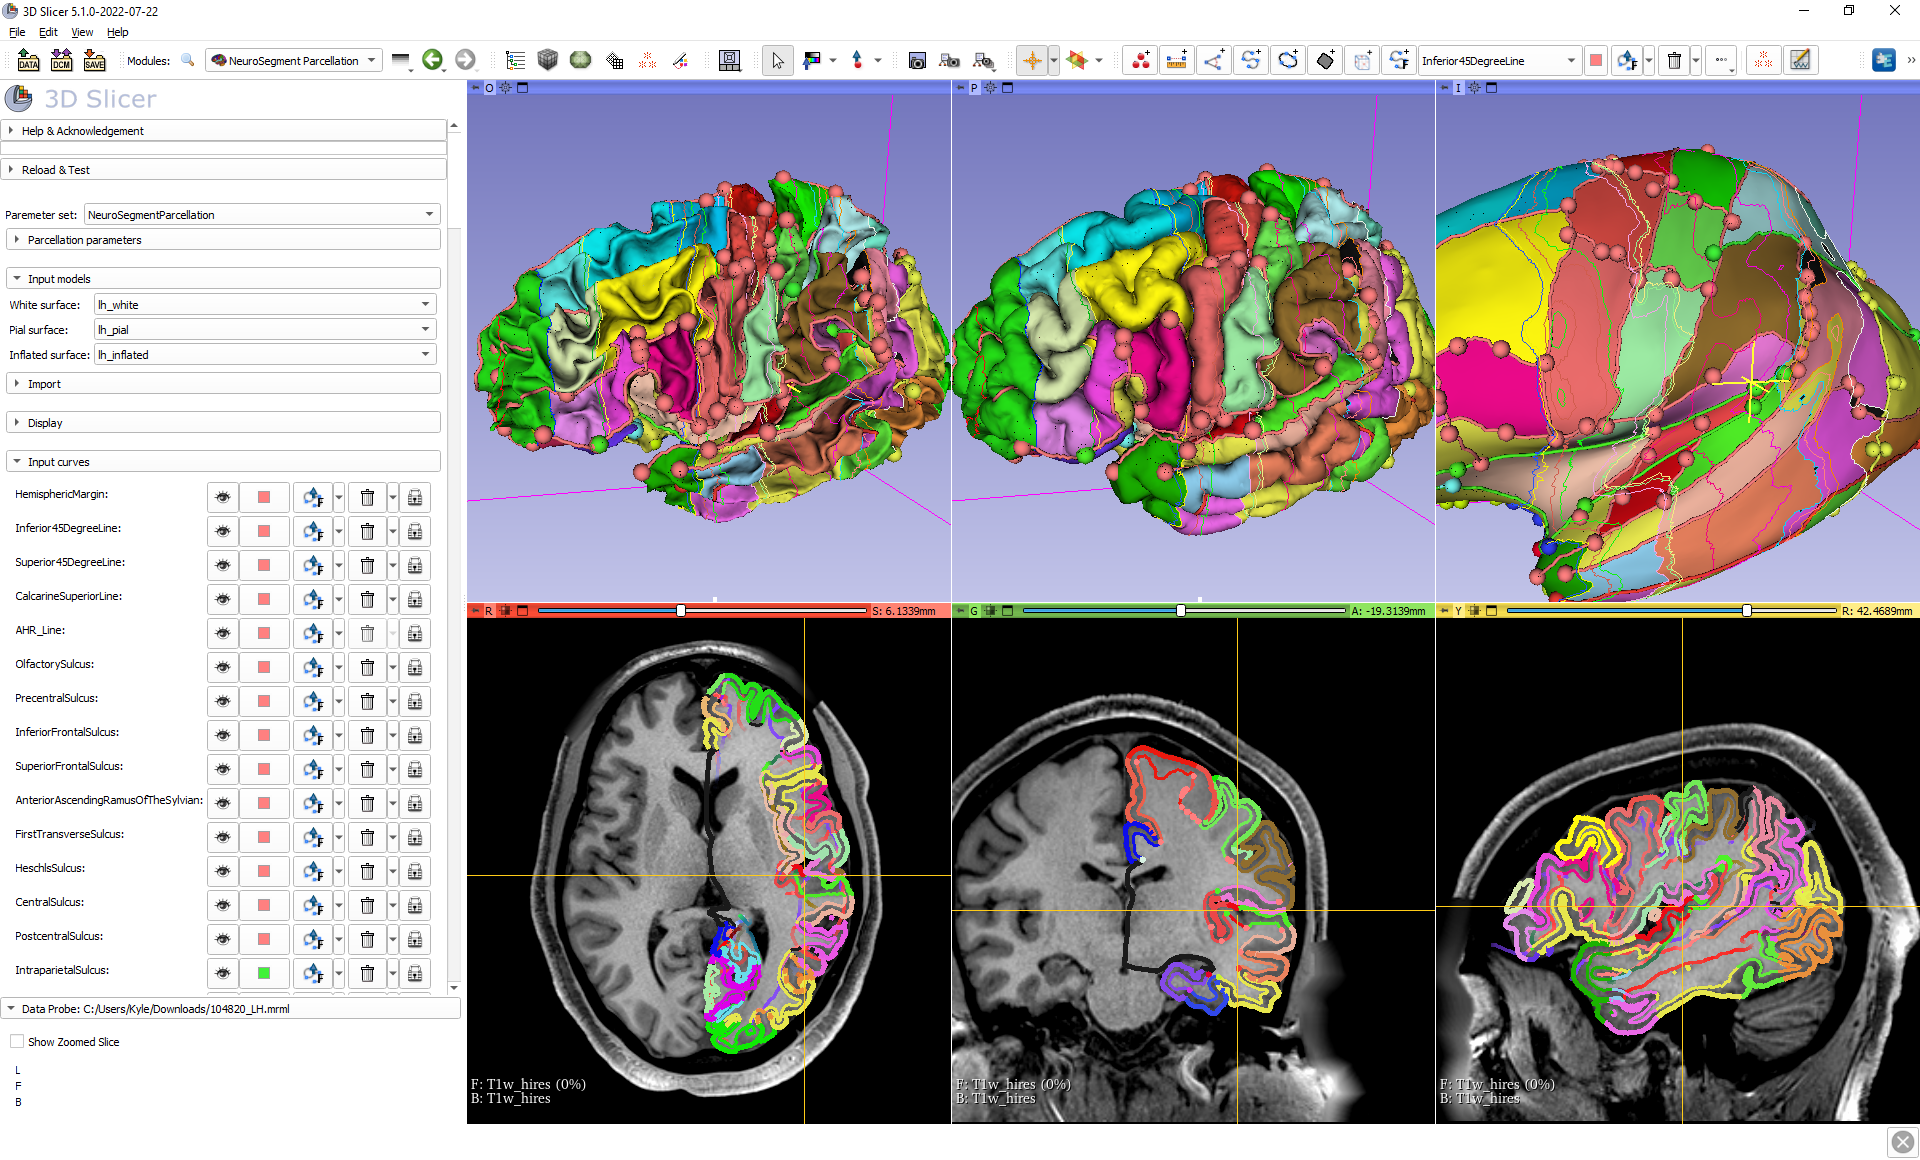 3D Slicer 5.1.0-2022-07-22
File Edit View Help
DATA DCM SAVE Modules: NeuroSegment Parcellation F Inferior45DegreeLine F ... »
3D Slicer
Help & Acknowledgement
Reload & Test
Parameter set: NeuroSegmentParcellation
Parcellation parameters
Input models
White surface: lh_white
Pial surface: lh_pial
Inflated surface: lh_inflated
Import
Display
Input curves
HemisphericMargin: F
Inferior45DegreeLine: F
Superior45DegreeLine: F
CalcarineSuperiorLine: F
AHR_Line: F
OlfactorySulcus: F
PrecentralSulcus: F
InferiorFrontalSulcus: F
SuperiorFrontalSulcus: F
AnteriorAscendingRamusOfTheSylvian: F
FirstTransverseSulcus: F
HeschlsSulcus: F
CentralSulcus: F
PostcentralSulcus: F
IntraparietalSulcus: F
Data Probe: C:/Users/Kyle/Downloads/104820_LH.mrml
Show Zoomed Slice
L
F
B
O
P
I
R S: 6.1339mm
G A: -19.3139mm
Y R: 42.4689mm
F: T1w_hires (0%)
B: T1w_hires
F: T1w_hires (0%)
B: T1w_hires
F: T1w_hires (0%)
B: T1w_hires